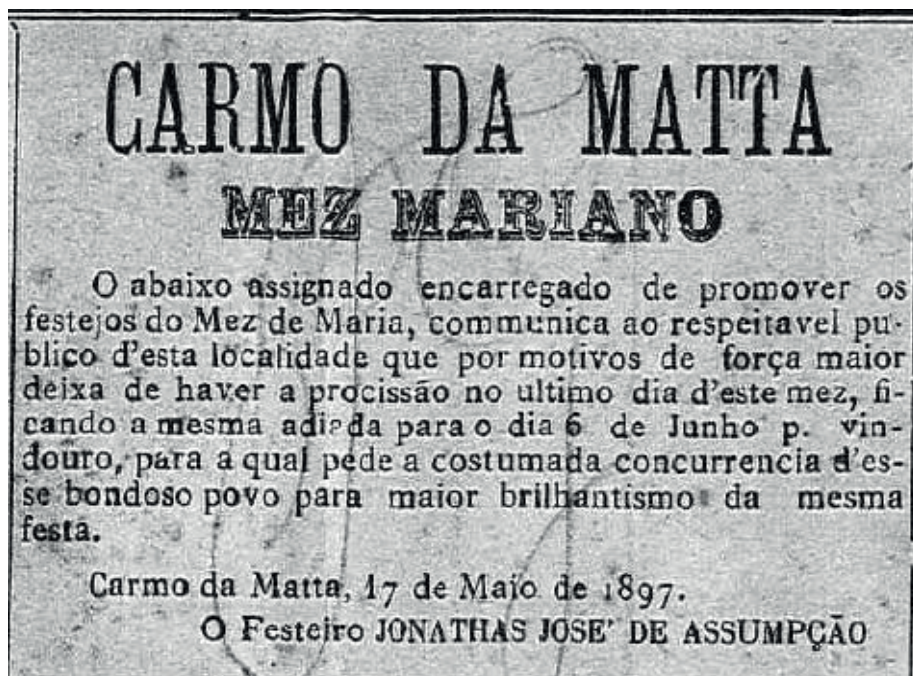 CARMO DA MATTA
MEZ MARIANO
O abaixo assignado encarregado de promover os
festejos do Mez de Maria, communica ao respeitavel pu-
blico d'esta localidade que por motivos de força maior
deixa de haver a procissão no ultimo dia d'este mez, fi-
cando a mesma adiada para o dia 6 de Junho p. vin-
douro, para a qual pede a costumada concurrencia d'es-
se bondoso povo para maior brilhantismo da mesma
festa.
Carmo da Matta, 17 de Maio de 1897.
O Festeiro JONATHAS JOSE' DE ASSUMPÇÃO